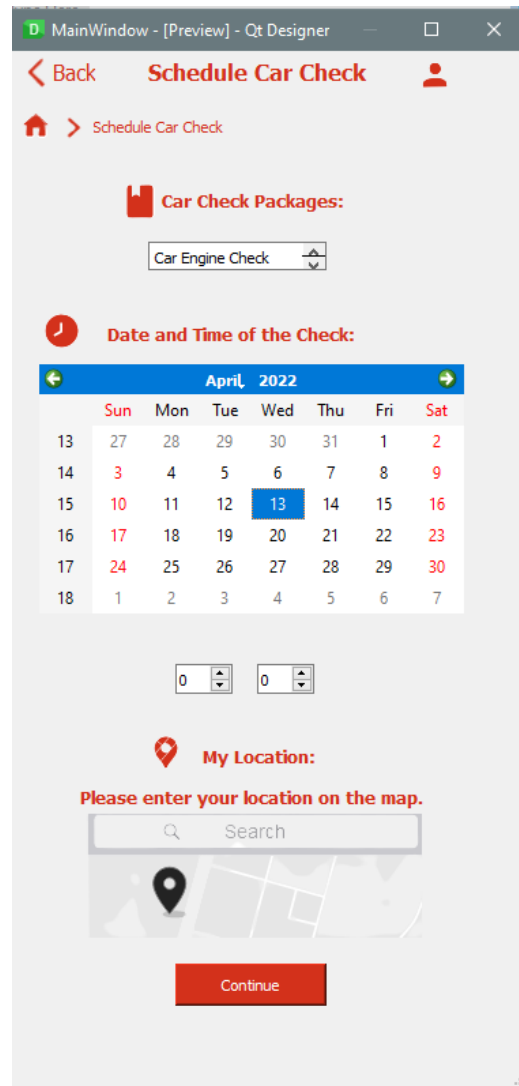 D MainWindow - [Preview] - Qt Designer
Back Schedule Car Check
Schedule Car Check
Car Check Packages:
Car Engine Check
Date and Time of the Check:
April, 2022
Sun Mon Tue Wed Thu Fri Sat
13 27 28 29 30 31 1 2
14 3 4 5 6 7 8 9
15 10 11 12 13 14 15 16
16 17 18 19 20 21 22 23
17 24 25 26 27 28 29 30
18 1 2 3 4 5 6 7
0 0
My Location:
Please enter your location on the map.
Search
Continue